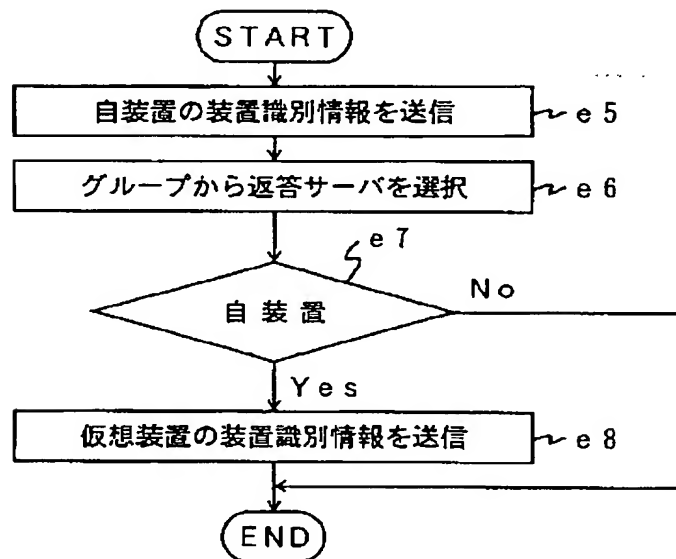 START
自装置の装置識別情報を送信 e5
グループから返答サーバを選択 e6
e7
自装置
No
Yes
仮想装置の装置識別情報を送信 e8
END